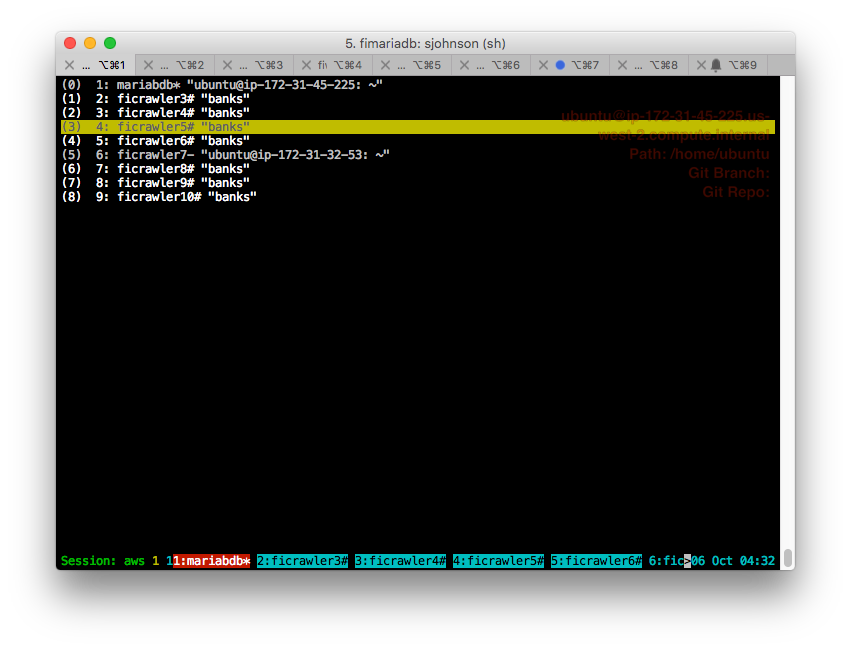 5. fimariadb: sjohnson (sh)
... ⌥⌘1 ... ⌥⌘2 ... ⌥⌘3 fi ⌥⌘4 ... ⌥⌘5 ... ⌥⌘6 ⌥⌘7 ... ⌥⌘8 ⌥⌘9
(0) 1: mariabdb* "ubuntu@ip-172-31-45-225: ~"
(1) 2: ficrawler3# "banks"
(2) 3: ficrawler4# "banks"
(3) 4: ficrawler5# "banks"
(4) 5: ficrawler6# "banks"
(5) 6: ficrawler7- "ubuntu@ip-172-31-32-53: ~"
(6) 7: ficrawler8# "banks"
(7) 8: ficrawler9# "banks"
(8) 9: ficrawler10# "banks"
ubuntu@ip-172-31-45-225.us-
west-2.compute.internal
Path: /home/ubuntu
Git Branch:
Git Repo:
Session: aws 1 1 1:mariabdb* 2:ficrawler3# 3:ficrawler4# 4:ficrawler5# 5:ficrawler6# 6:fic>06 Oct 04:32